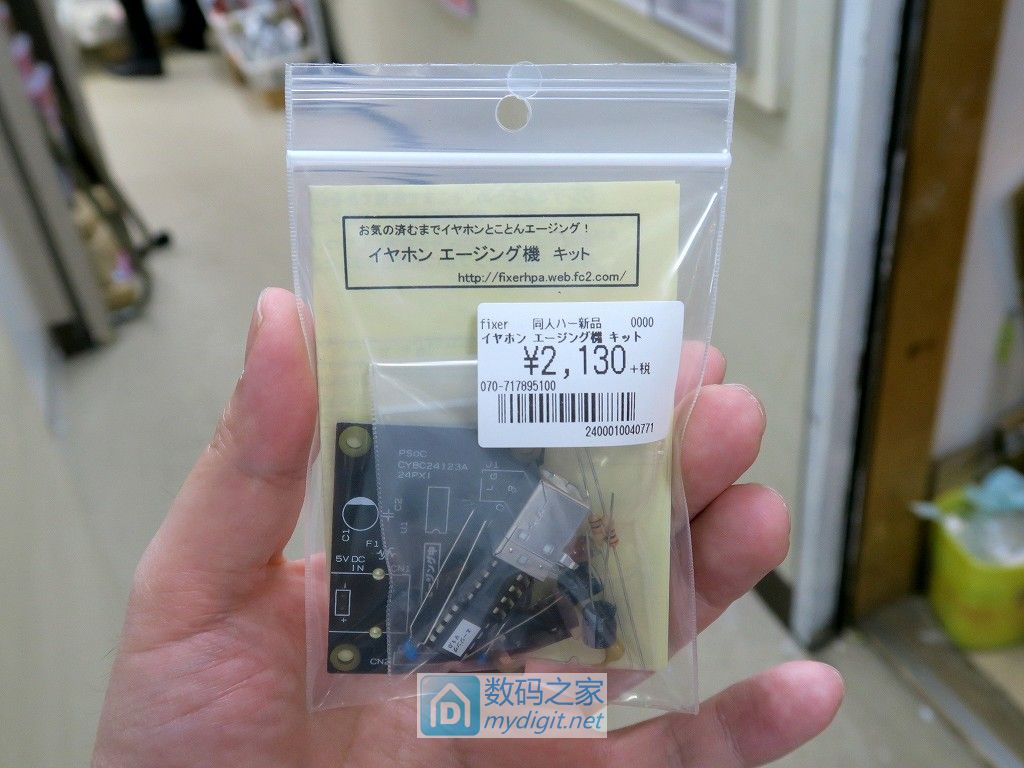 お気の済むまでイヤホンとことんエージング！
イヤホン エージング機 キット
http://fixerhpa.web.fc2.com/
fixer 同人ハー新品 0000
イヤホン エージング機 キット
¥2,130+税
070-717895100
2400010040771
PSoC
CY8C24123A
24PXI
U1
C2
C1
F1
5V DC
IN
CN1
CN2
数码之家
mydigit.net